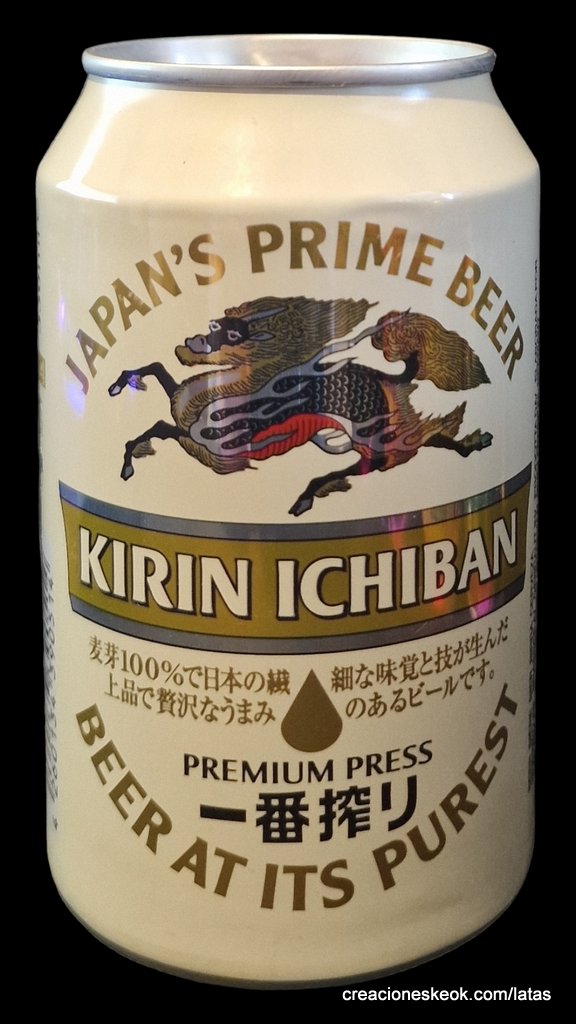 JAPAN'S PRIME BEER
KIRIN ICHIBAN
麦芽100%で日本の繊細な味覚と技が生んだ
上品で贅沢なうまみのあるビールです。
PREMIUM PRESS
一番搾り
BEER AT ITS PUREST
creacioneskeok.com/latas